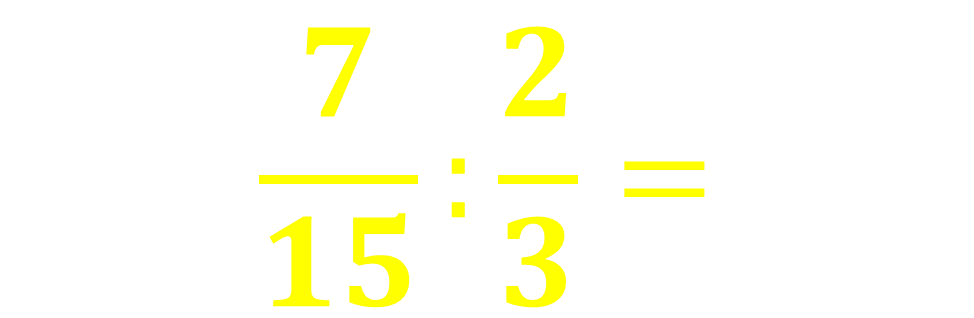 7/15 : 2/3 =